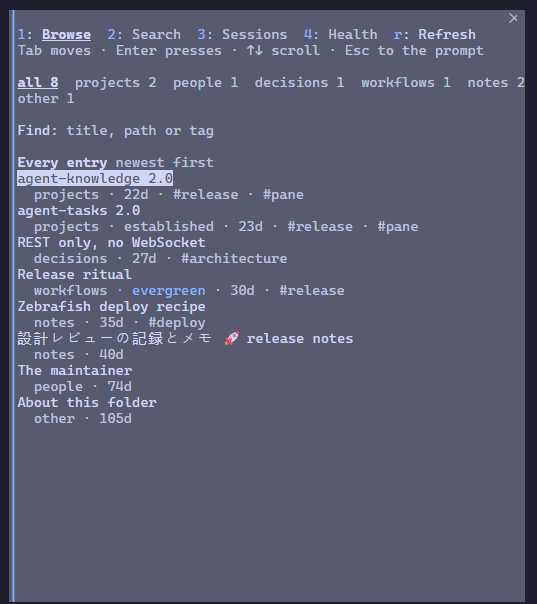 ×
1: Browse  2: Search  3: Sessions  4: Health  r: Refresh
Tab moves · Enter presses · ↑↓ scroll · Esc to the prompt
all 8  projects 2  people 1  decisions 1  workflows 1  notes 2
other 1
Find: title, path or tag
Every entry newest first
agent-knowledge 2.0
projects · 22d · #release · #pane
agent-tasks 2.0
projects · established · 23d · #release · #pane
REST only, no WebSocket
decisions · 27d · #architecture
Release ritual
workflows · evergreen · 30d · #release
Zebrafish deploy recipe
notes · 35d · #deploy
設計レビューの記録とメモ 🚀 release notes
notes · 40d
The maintainer
people · 74d
About this folder
other · 105d